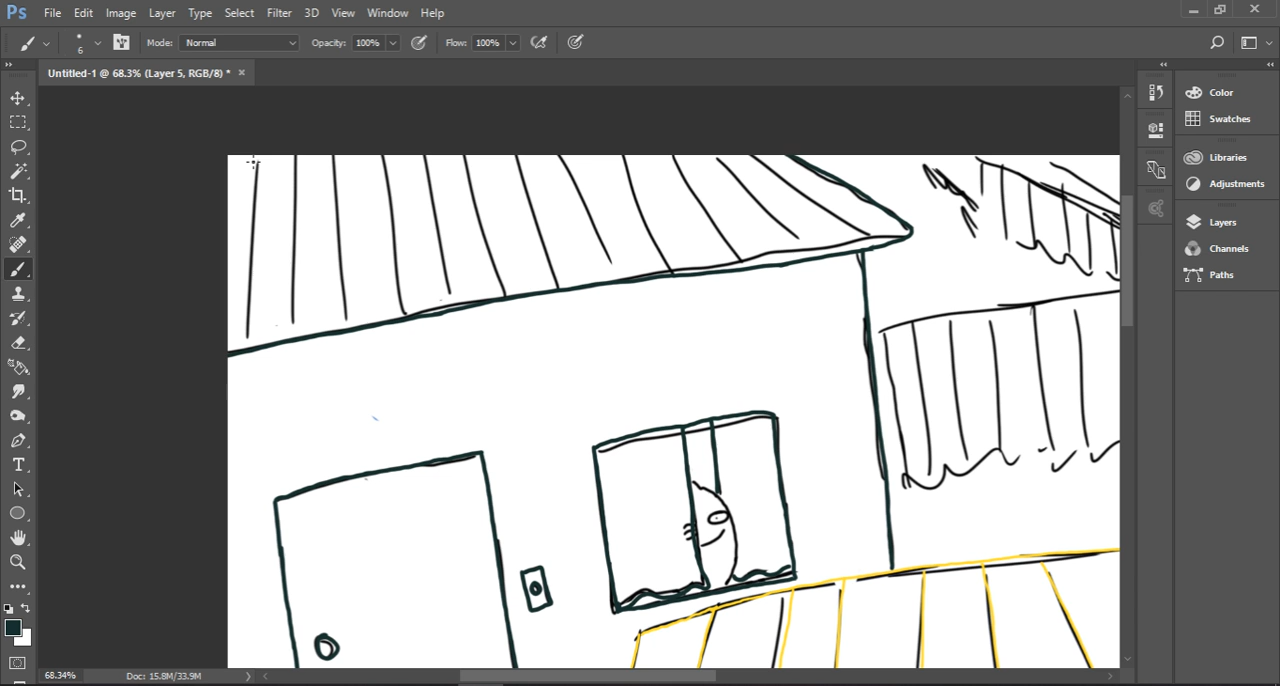 Ps File Edit Image Layer Type Select Filter 3D View Window Help
6 Mode: Normal Opacity: 100% Flow: 100%
Untitled-1 @ 68.3% (Layer 5, RGB/8) *
Color
Swatches
Libraries
Adjustments
Layers
Channels
Paths
68.34% Doc: 15.8M/33.9M